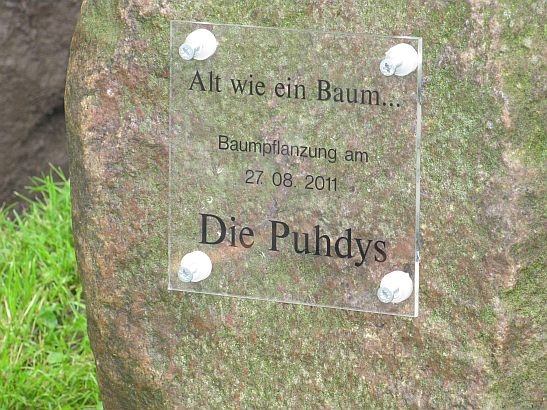 Alt wie ein Baum...
Baumpflanzung am
27. 08. 2011
Die Puhdys